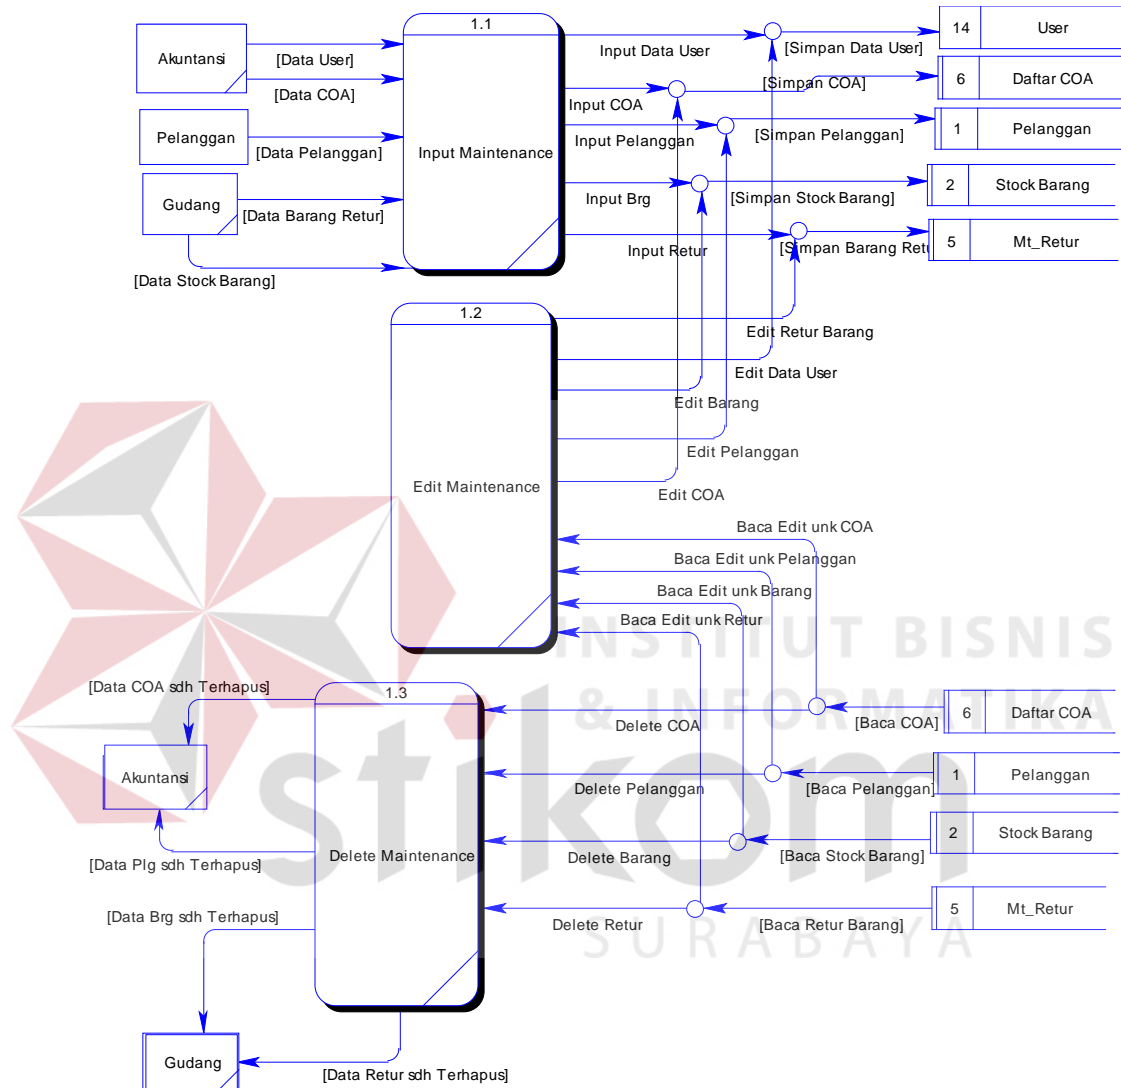 1.1
Akuntansi
[Data User]
[Data COA]
Pelanggan
[Data Pelanggan]
Gudang
[Data Barang Retur]
[Data Stock Barang]
Input Maintenance
Input Data User
[Simpan Data User]
14 User
Input COA
[Simpan COA]
6 Daftar COA
Input Pelanggan
[Simpan Pelanggan]
1 Pelanggan
Input Brg
[Simpan Stock Barang]
2 Stock Barang
Input Retur
[Simpan Barang Retu
5 Mt_Retur
1.2
Edit Maintenance
Edit Retur Barang
Edit Data User
Edit Barang
Edit Pelanggan
Edit COA
Baca Edit unk COA
Baca Edit unk Pelanggan
Baca Edit unk Barang
Baca Edit unk Retur
INSTITUT BISNIS
& INFORMATIKA
stikom
SURABAYA
1.3
Delete Maintenance
[Data COA sdh Terhapus]
Akuntansi
[Data Plg sdh Terhapus]
[Data Brg sdh Terhapus]
Gudang
[Data Retur sdh Terhapus]
Delete COA
[Baca COA]
6 Daftar COA
Delete Pelanggan
[Baca Pelanggan]
1 Pelanggan
Delete Barang
[Baca Stock Barang]
2 Stock Barang
Delete Retur
[Baca Retur Barang]
5 Mt_Retur